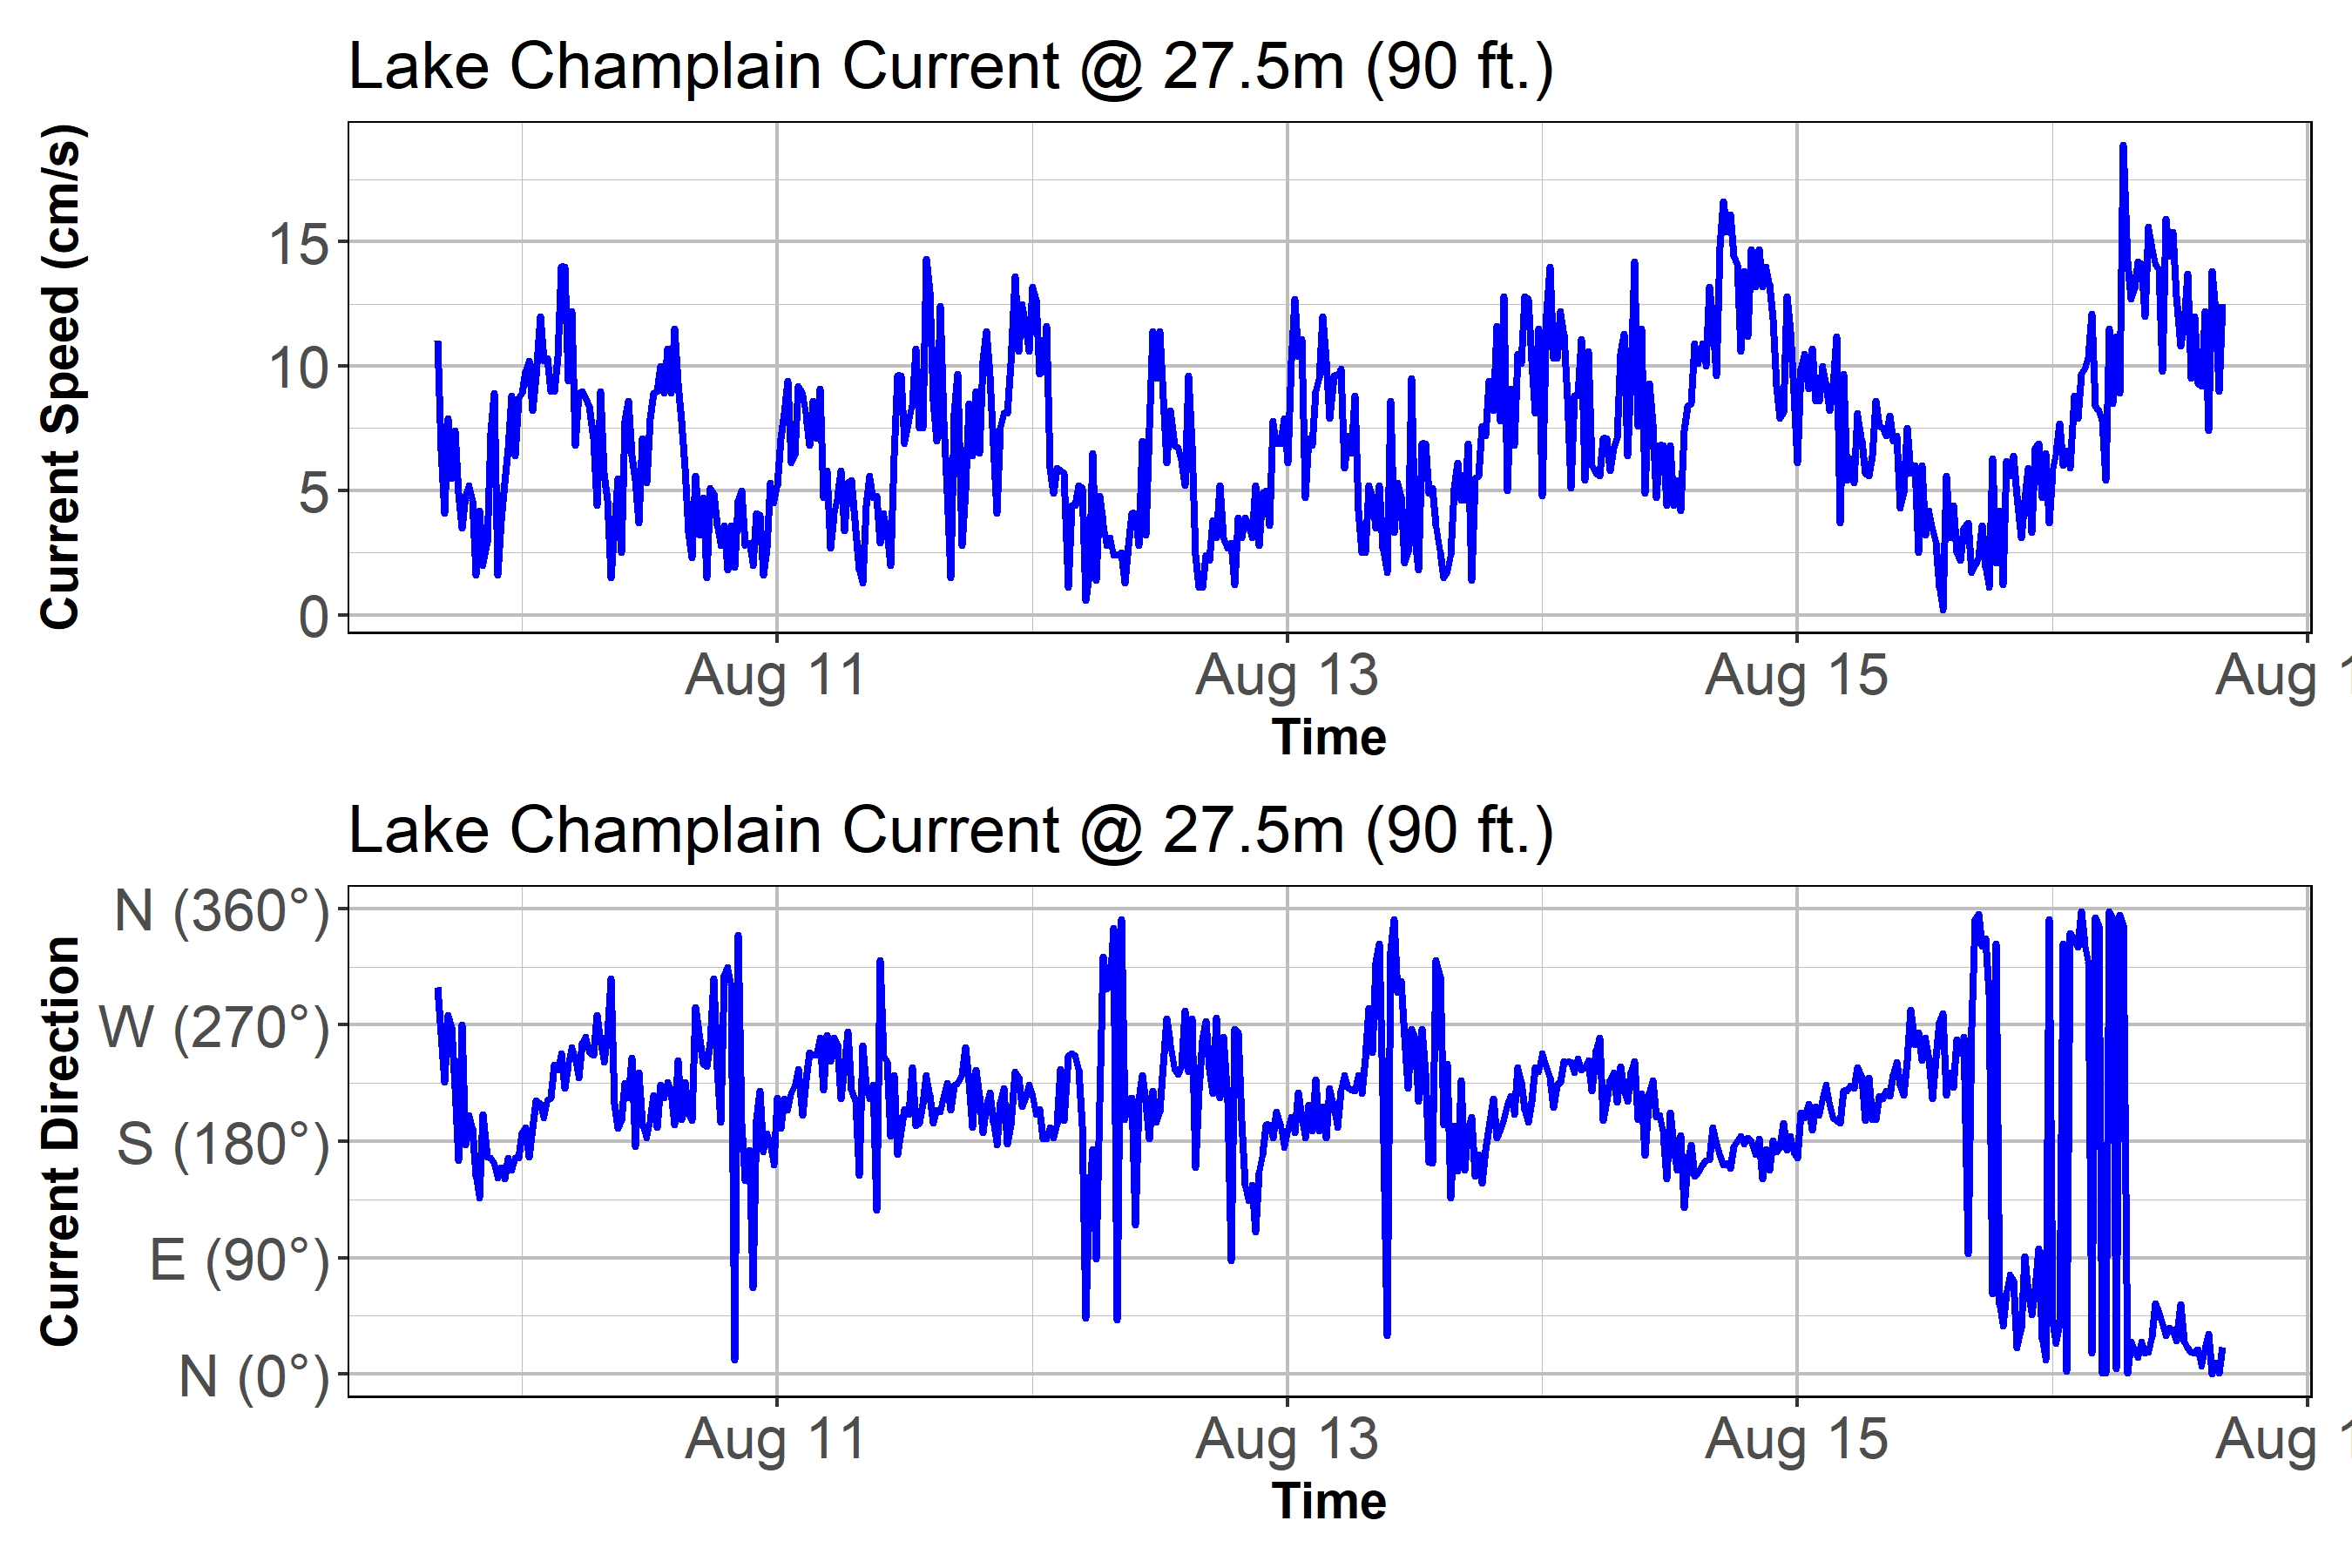 Lake Champlain Current @ 27.5m (90 ft.)
Current Speed (cm/s)
15
10
5
0
Aug 11
Aug 13
Aug 15
Aug 1
Time
Lake Champlain Current @ 27.5m (90 ft.)
Current Direction
N (360°)
W (270°)
S (180°)
E (90°)
N (0°)
Aug 11
Aug 13
Aug 15
Aug 1
Time